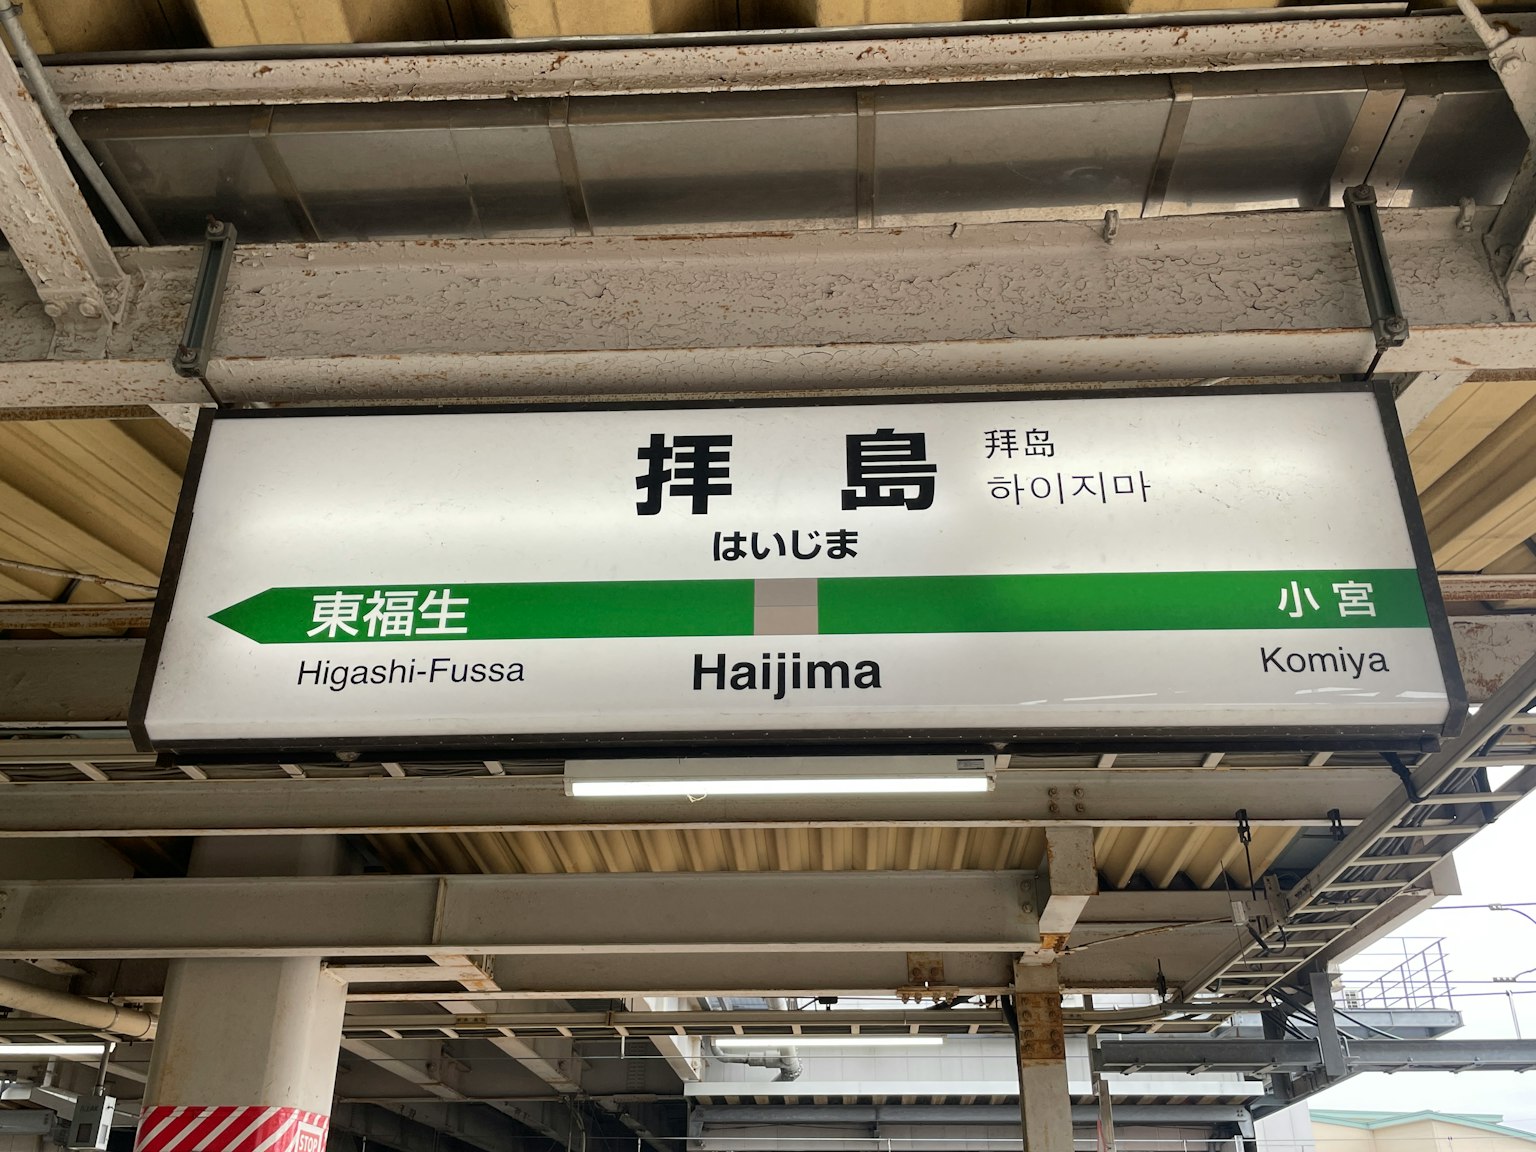 拝島
拝岛
하이지마
はいじま
東福生
小宮
Higashi-Fussa
Haijima
Komiya
STOP